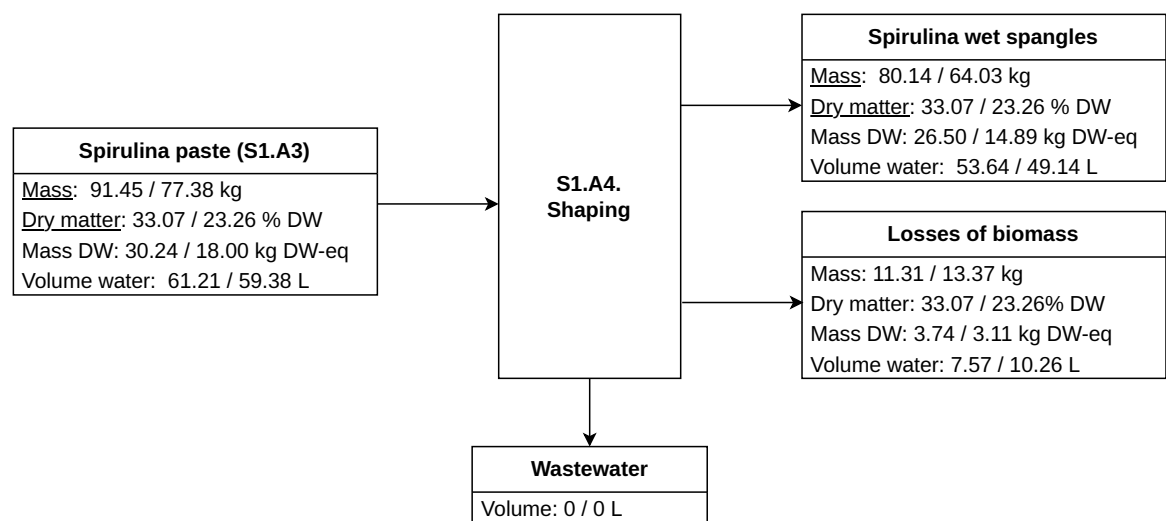 Spirulina paste (S1.A3)
Mass:  91.45 / 77.38 kg
Dry matter: 33.07 / 23.26 % DW
Mass DW: 30.24 / 18.00 kg DW-eq
Volume water:  61.21 / 59.38 L
S1.A4.
Shaping
Spirulina wet spangles
Mass:  80.14 / 64.03 kg
Dry matter: 33.07 / 23.26 % DW
Mass DW: 26.50 / 14.89 kg DW-eq
Volume water:  53.64 / 49.14 L
Losses of biomass
Mass: 11.31 / 13.37 kg
Dry matter: 33.07 / 23.26% DW
Mass DW: 3.74 / 3.11 kg DW-eq
Volume water: 7.57 / 10.26 L
Wastewater
Volume: 0 / 0 L